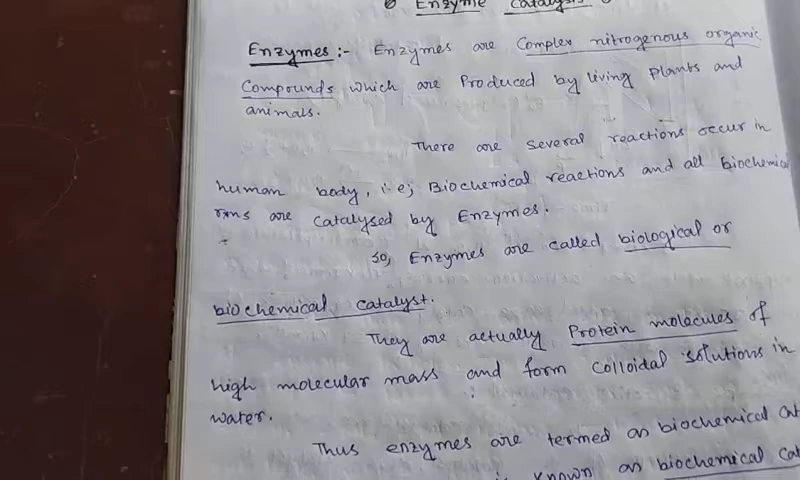 Enzyme Catalysis
Enzymes :- Enzymes are Complex nitrogenous organic
Compounds which are Produced by living plants and
animals.
There are several reactions occur in
human body, i.e; Biochemical reactions and all biochemical
rxns are catalysed by Enzymes.
so, Enzymes are called biological or
biochemical catalyst.
They are actually Protein molecules of
high molecular mass and form colloidal solutions in
water.
Thus enzymes are termed as biochemical cat
known as biochemical cat